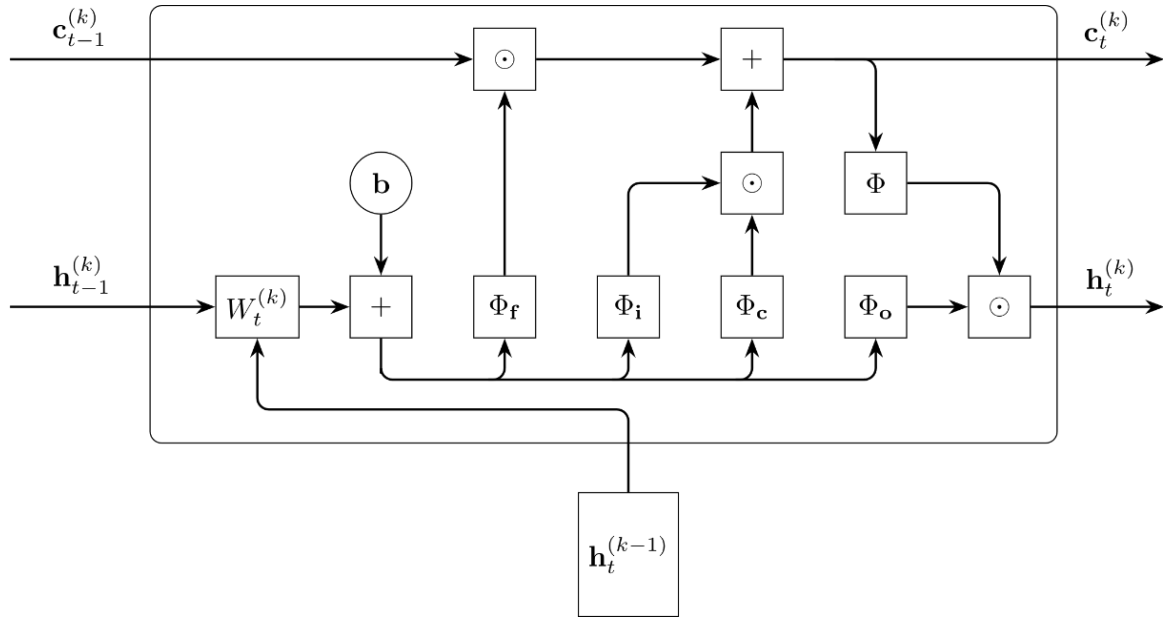 𝐜_{t−1}^{(k)}
⊙
+
𝐜_t^{(k)}
𝐛
⊙
Φ
𝐡_{t−1}^{(k)}
W_t^{(k)}
+
Φ_𝐟
Φ_𝐢
Φ_𝐜
Φ_𝐨
⊙
𝐡_t^{(k)}
𝐡_t^{(k−1)}